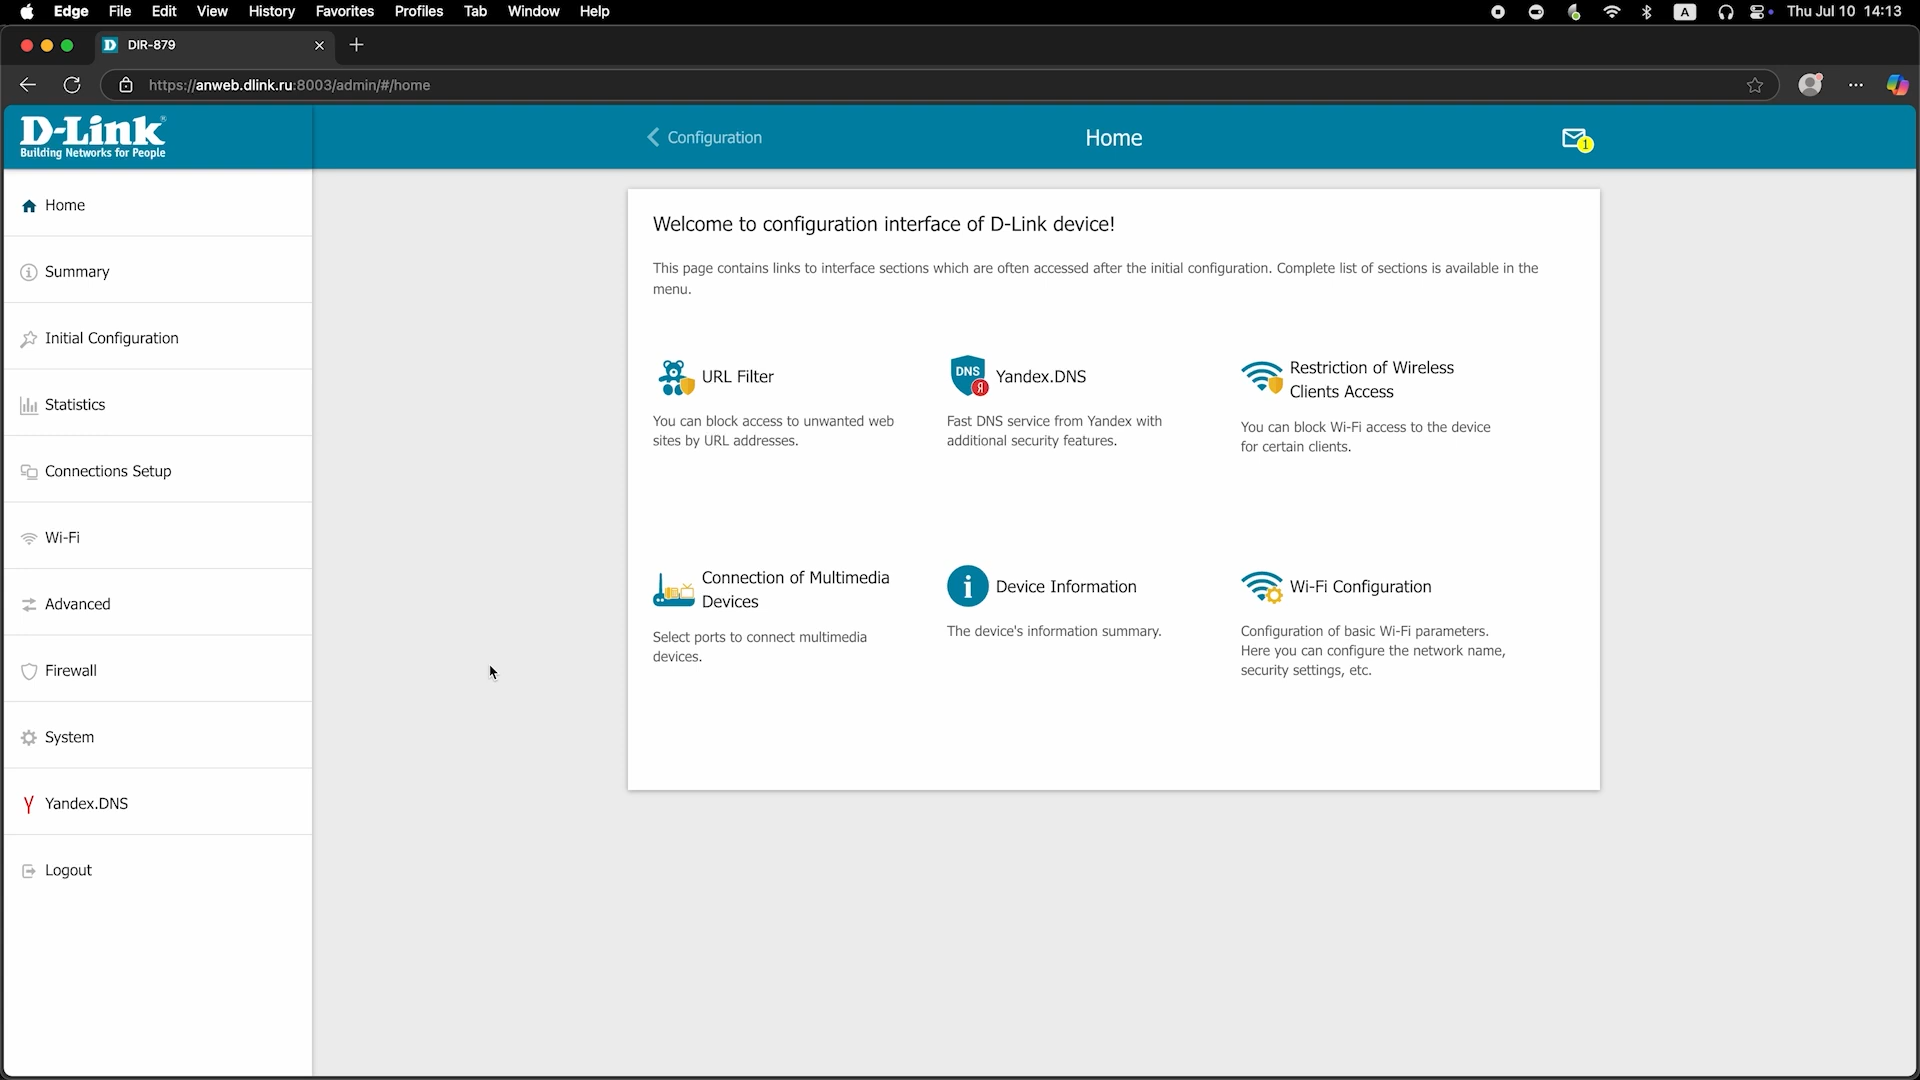 Edge File Edit View History Favorites Profiles Tab Window Help A Thu Jul 10 14:13
D DIR-879
https://anweb.dlink.ru:8003/admin/#/home
D-Link®
Building Networks for People
Configuration
Home
1
Home
Summary
Initial Configuration
Statistics
Connections Setup
Wi-Fi
Advanced
Firewall
System
Yandex.DNS
Logout
Welcome to configuration interface of D-Link device!
This page contains links to interface sections which are often accessed after the initial configuration. Complete list of sections is available in the
menu.
URL Filter
You can block access to unwanted web
sites by URL addresses.
DNS
Я
Yandex.DNS
Fast DNS service from Yandex with
additional security features.
Restriction of Wireless
Clients Access
You can block Wi-Fi access to the device
for certain clients.
Connection of Multimedia
Devices
Select ports to connect multimedia
devices.
Device Information
The device's information summary.
Wi-Fi Configuration
Configuration of basic Wi-Fi parameters.
Here you can configure the network name,
security settings, etc.